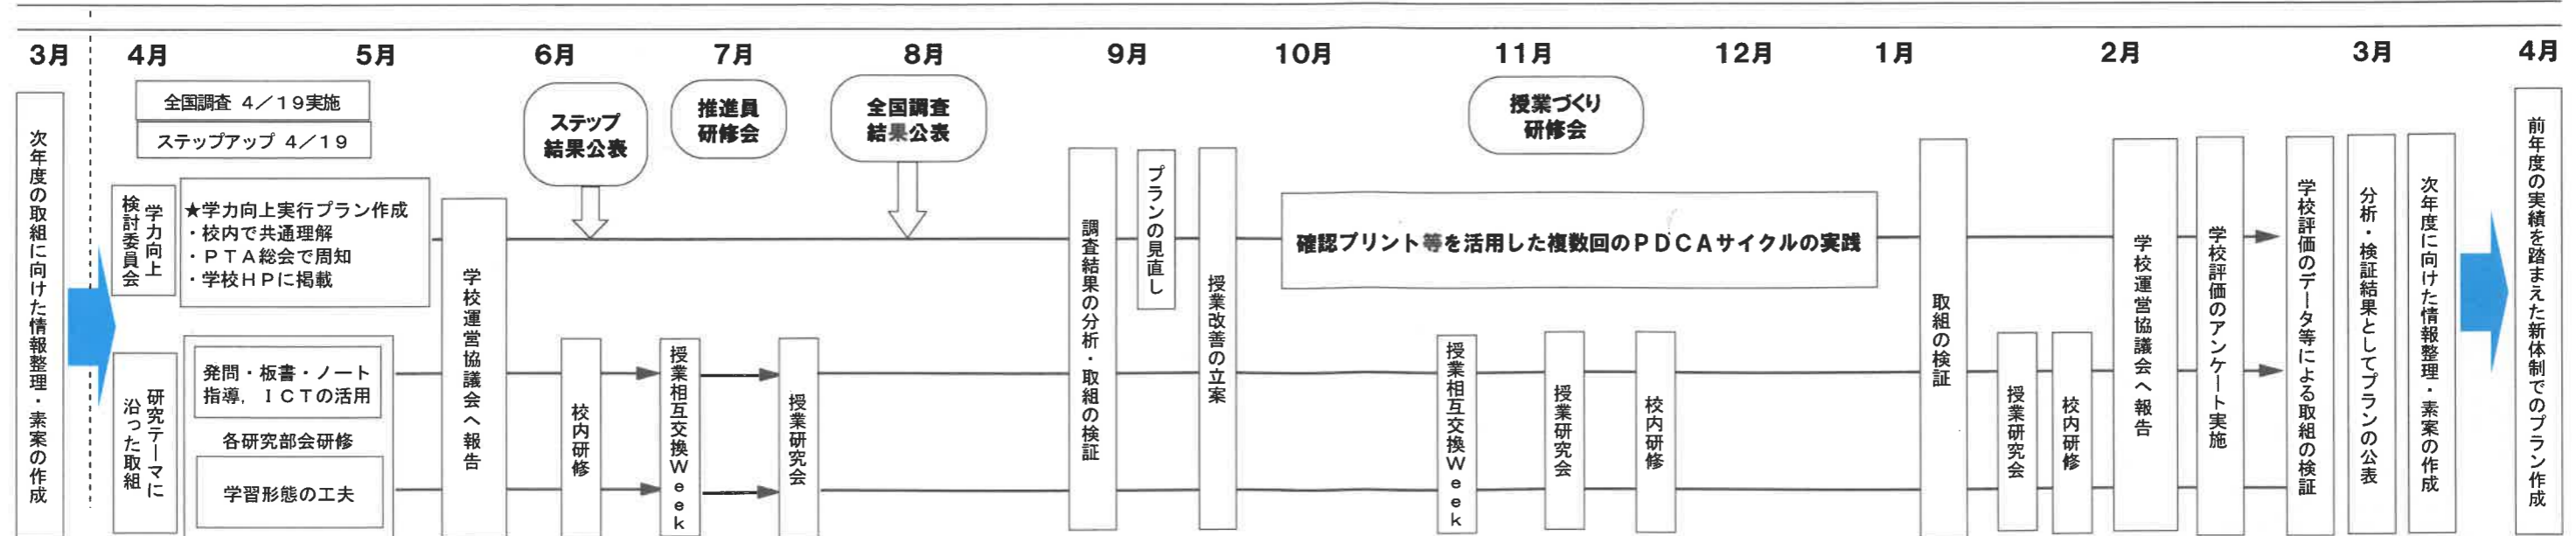 3月 4月 5月 6月 7月 8月 9月 10月 11月 12月 1月 2月 3月 4月
次年度の取組に向けた情報整理・素案の作成
全国調査 4／19実施
ステップアップ 4／19
学力向上
検討委員会
★学力向上実行プラン作成
・校内で共通理解
・ＰＴＡ総会で周知
・学校ＨＰに掲載
研究テーマに
沿った取組
発問・板書・ノート
指導，ＩＣＴの活用
各研究部会研修
学習形態の工夫
学校運営協議会へ報告
ステップ
結果公表
校内研修
推進員
研修会
授業相互交換Ｗｅｅｋ
授業研究会
全国調査
結果公表
調査結果の分析・取組の検証
プランの見直し
授業改善の立案
授業づくり
研修会
確認プリント等を活用した複数回のＰＤＣＡサイクルの実践
授業相互交換Ｗｅｅｋ
授業研究会
校内研修
取組の検証
授業研究会
校内研修
学校運営協議会へ報告
学校評価のアンケート実施
学校評価のデータ等による取組の検証
分析・検証結果としてプランの公表
次年度に向けた情報整理・素案の作成
前年度の実績を踏まえた新体制でのプラン作成